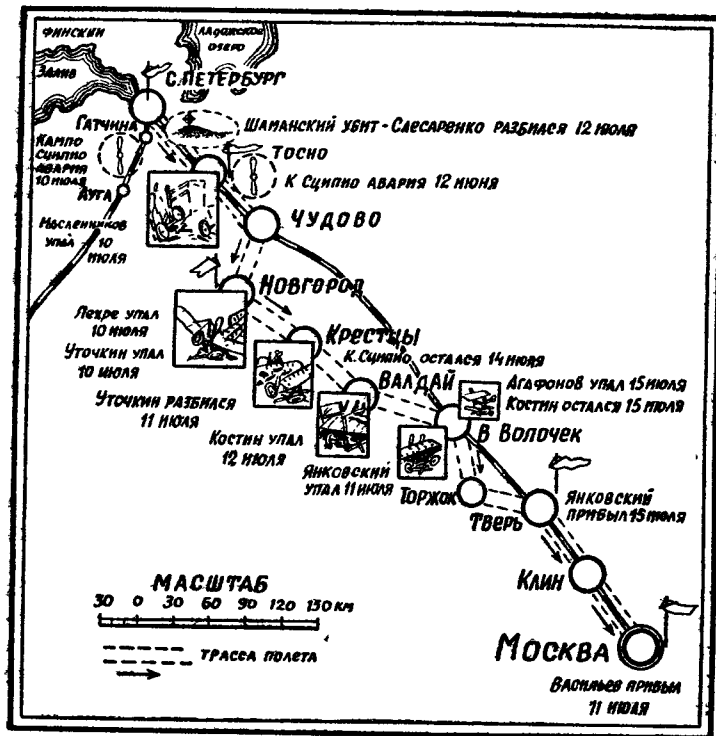 ФИНСКИЙ
ЗАЛИВ
ЛАДОЖСКОЕ
ОЗЕРО
С.ПЕТЕРБУРГ
ГАТЧИНА
КАМПО
СЦИПИО
АВАРИЯ
10 ИЮЛЯ
ЛУГА
МАСЛЕННИКОВ
УПАЛ 10
ИЮЛЯ
ШИМАНСКИЙ УБИТ-СЛЕСАРЕНКО РАЗБИЛСЯ 12 ИЮЛЯ
ТОСНО
К СЦИПИО АВАРИЯ 12 ИЮНЯ
ЧУДОВО
НОВГОРОД
ЛЕКРЕ УПАЛ
10 ИЮЛЯ
УТОЧКИН УПАЛ
10 ИЮЛЯ
УТОЧКИН РАЗБИЛСЯ
11 ИЮЛЯ
КРЕСТЦЫ
К.СЦИПИО ОСТАЛСЯ 14 ИЮЛЯ
КОСТИН УПАЛ
12 ИЮЛЯ
ВАЛДАЙ
ЯНКОВСКИЙ
УПАЛ 11 ИЮЛЯ
АГАФОНОВ УПАЛ 15 ИЮЛЯ
КОСТИН ОСТАЛСЯ 15 ИЮЛЯ
В ВОЛОЧЕК
ТОРЖОК
ТВЕРЬ
ЯНКОВСКИЙ
ПРИБЫЛ 15 ИЮЛЯ
КЛИН
МОСКВА
ВАСИЛЬЕВ ПРИБЫЛ
11 ИЮЛЯ
МАСШТАБ
30 0 30 60 90 120 150 КМ
ТРАССА ПОЛЕТА